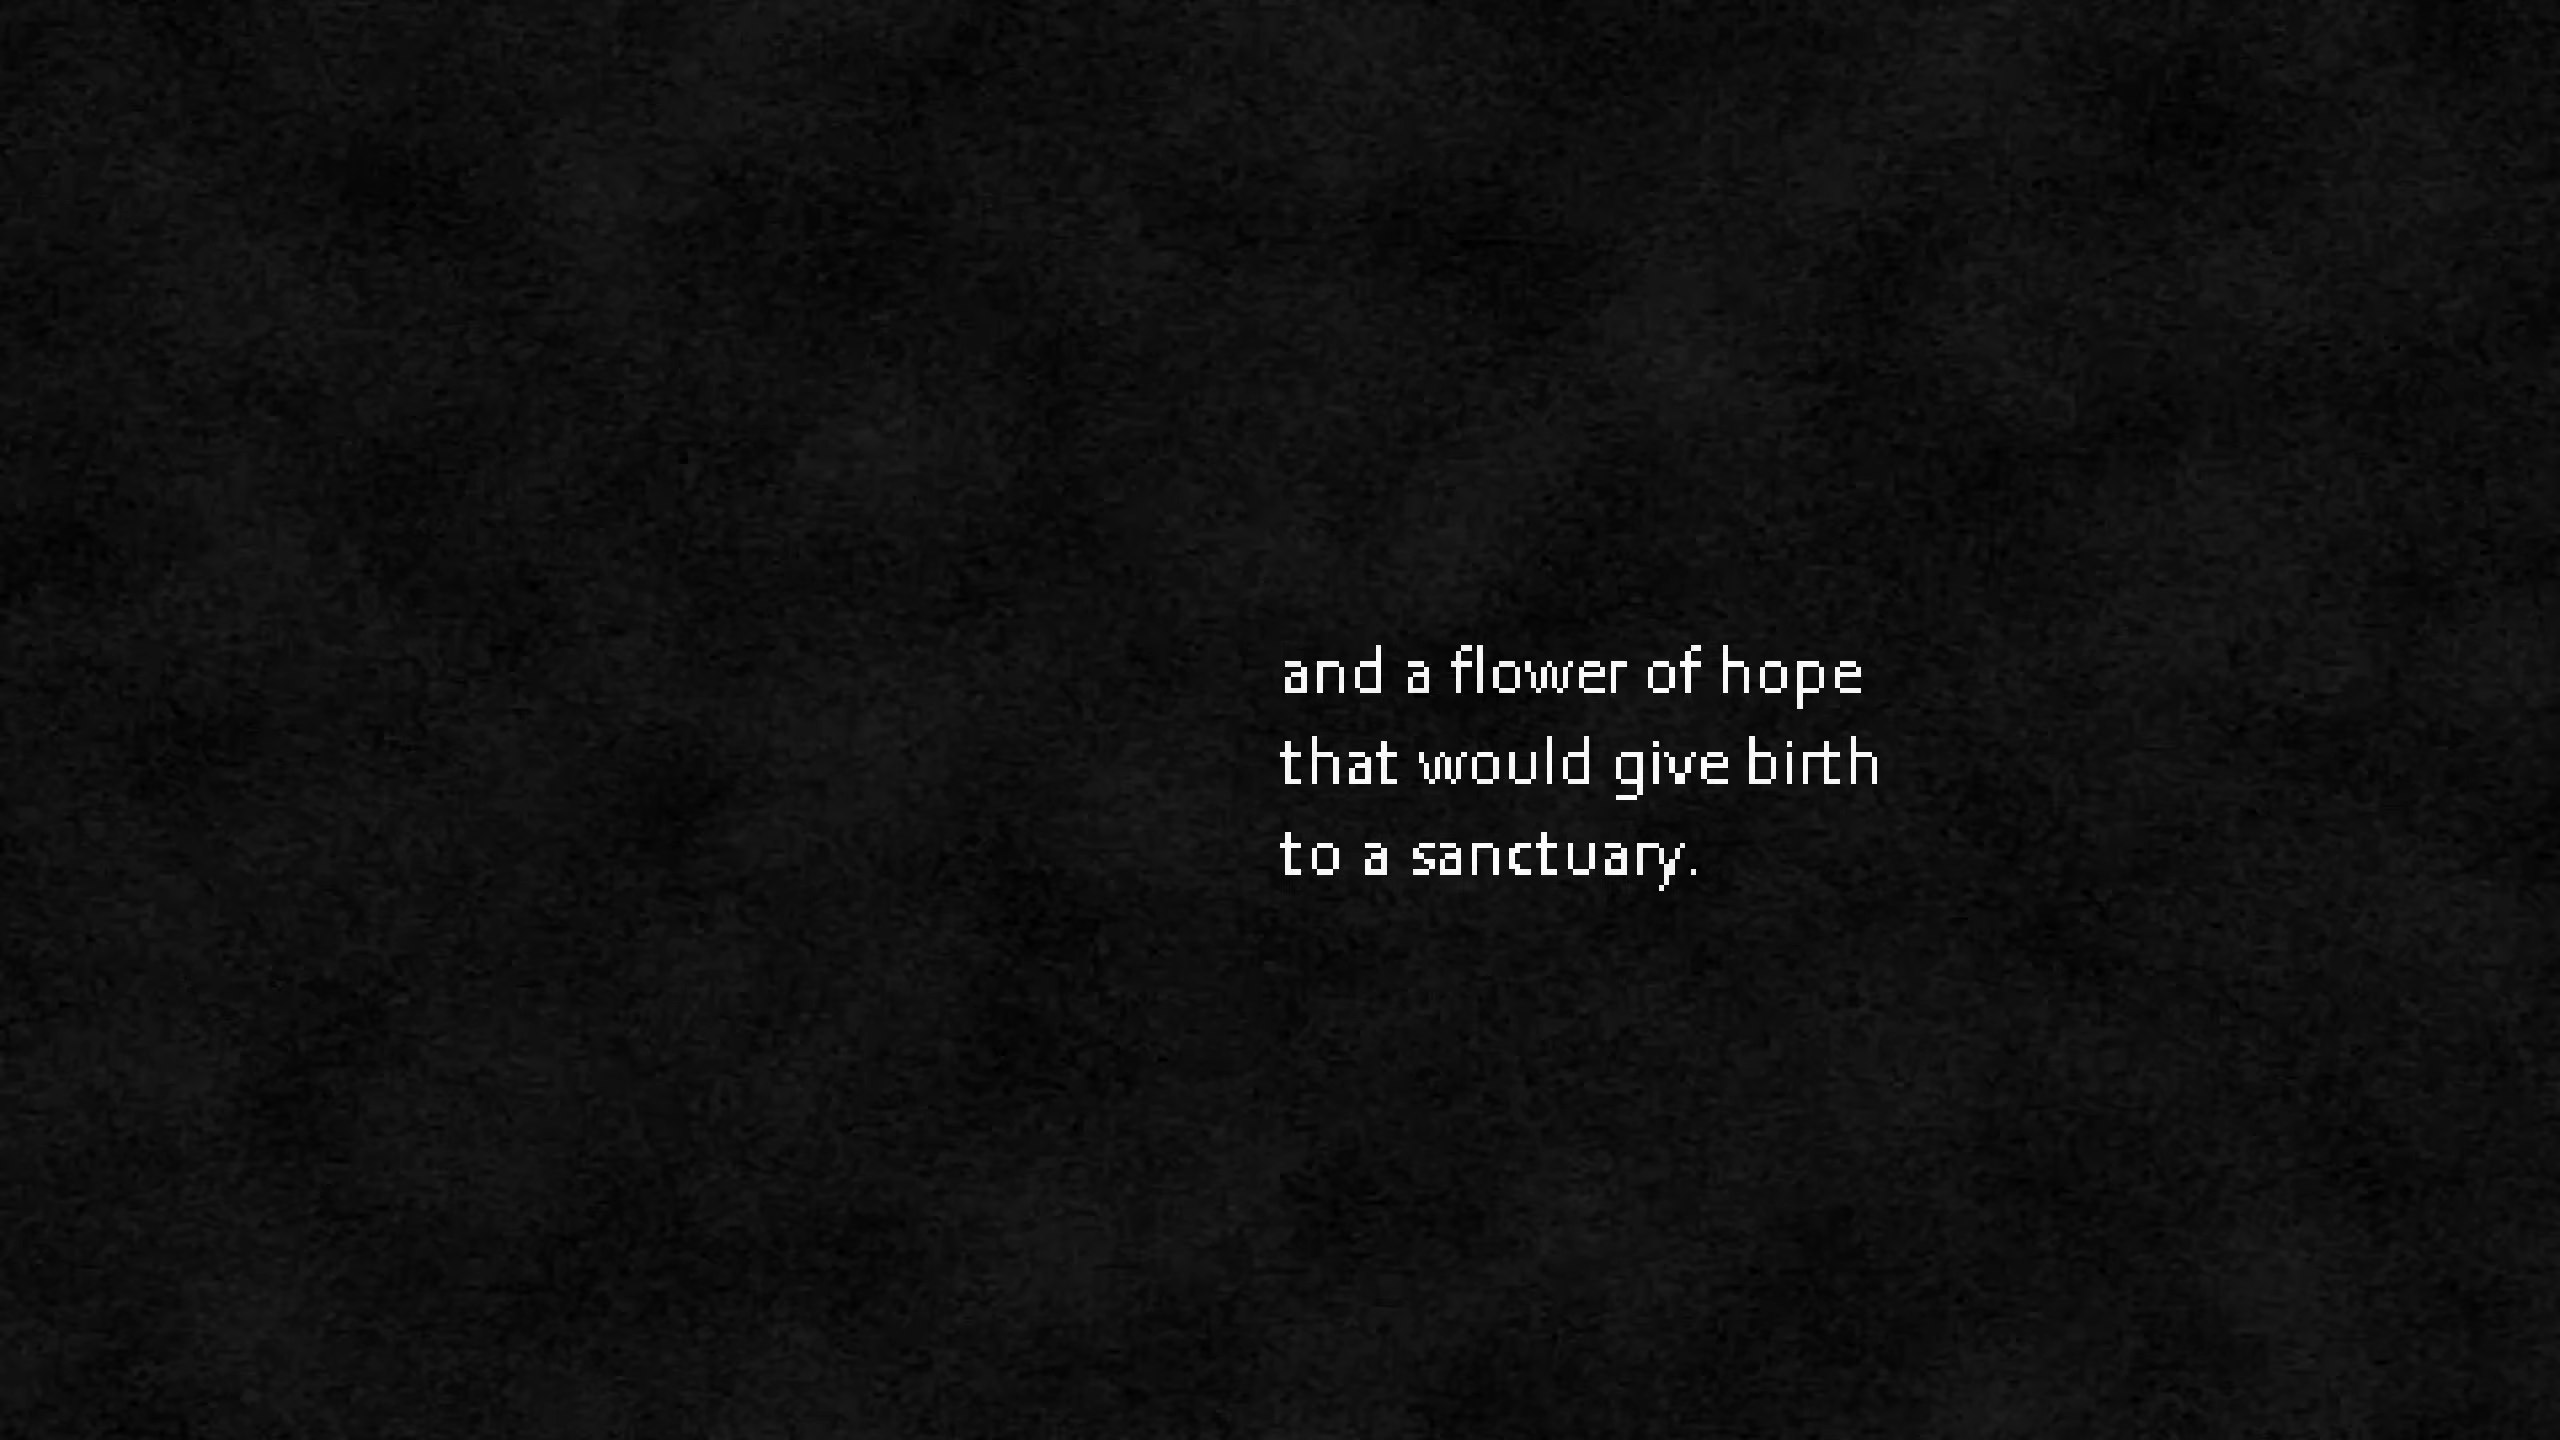 and a flower of hope
that would give birth
to a sanctuary.